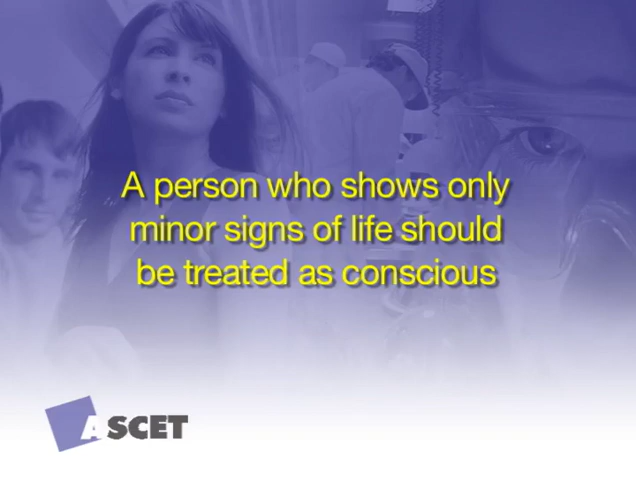 A person who shows only
minor signs of life should
be treated as conscious
ASCET